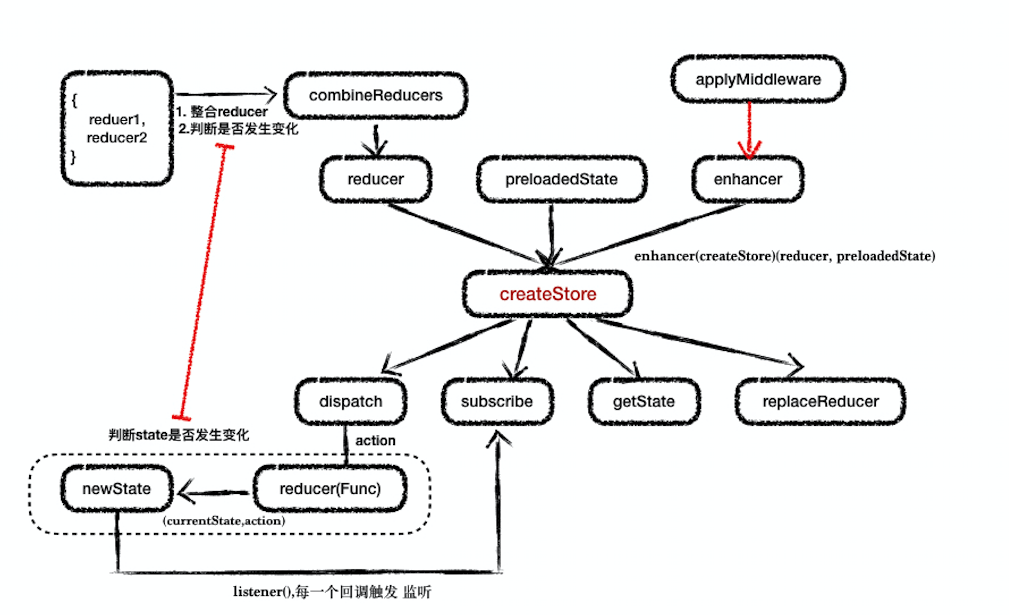 applyMiddleware
{
reduer1,
reducer2
}
combineReducers
1. 整合reducer
2.判断是否发生变化
reducer
preloadedState
enhancer
enhancer(createStore)(reducer, preloadedState)
createStore
dispatch
subscribe
getState
replaceReducer
判断state是否发生变化
action
newState
reducer(Func)
(currentState,action)
listener(),每一个回调触发 监听